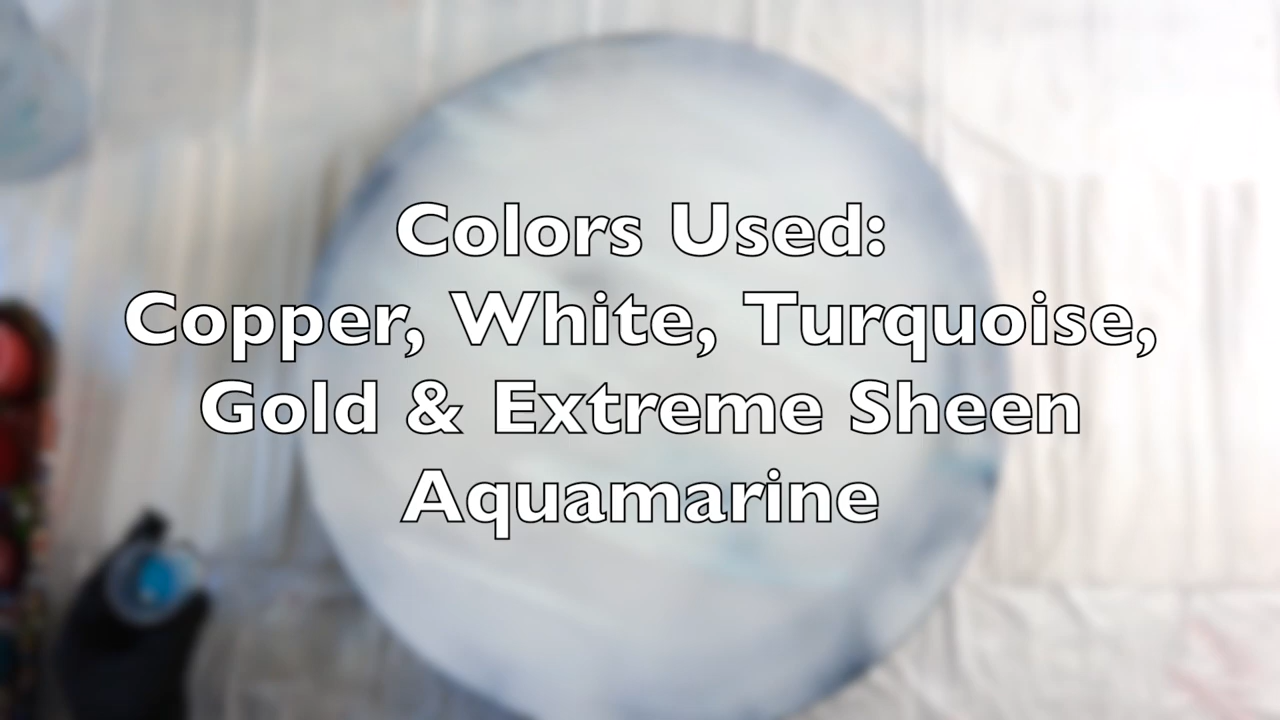 Colors Used:
Copper, White, Turquoise,
Gold & Extreme Sheen
Aquamarine